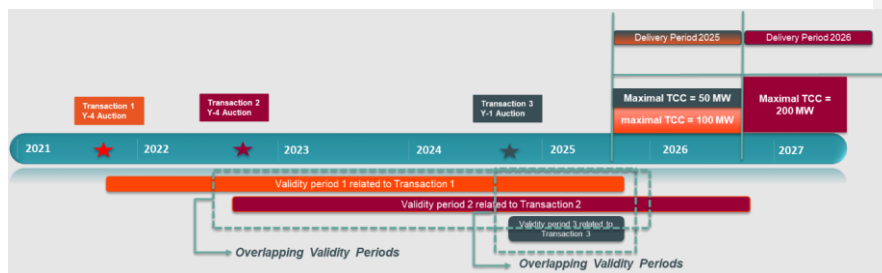 Delivery Period 2025
Delivery Period 2026
Transaction 1
Y-4 Auction
Transaction 2
Y-4 Auction
Transaction 3
Y-1 Auction
Maximal TCC = 50 MW
maximal TCC = 100 MW
Maximal TCC =
200 MW
2021
2022
2023
2024
2025
2026
2027
Validity period 1 related to Transaction 1
Validity period 2 related to Transaction 2
Validity period 3 related to
Transaction 3
Overlapping Validity Periods
Overlapping Validity Periods